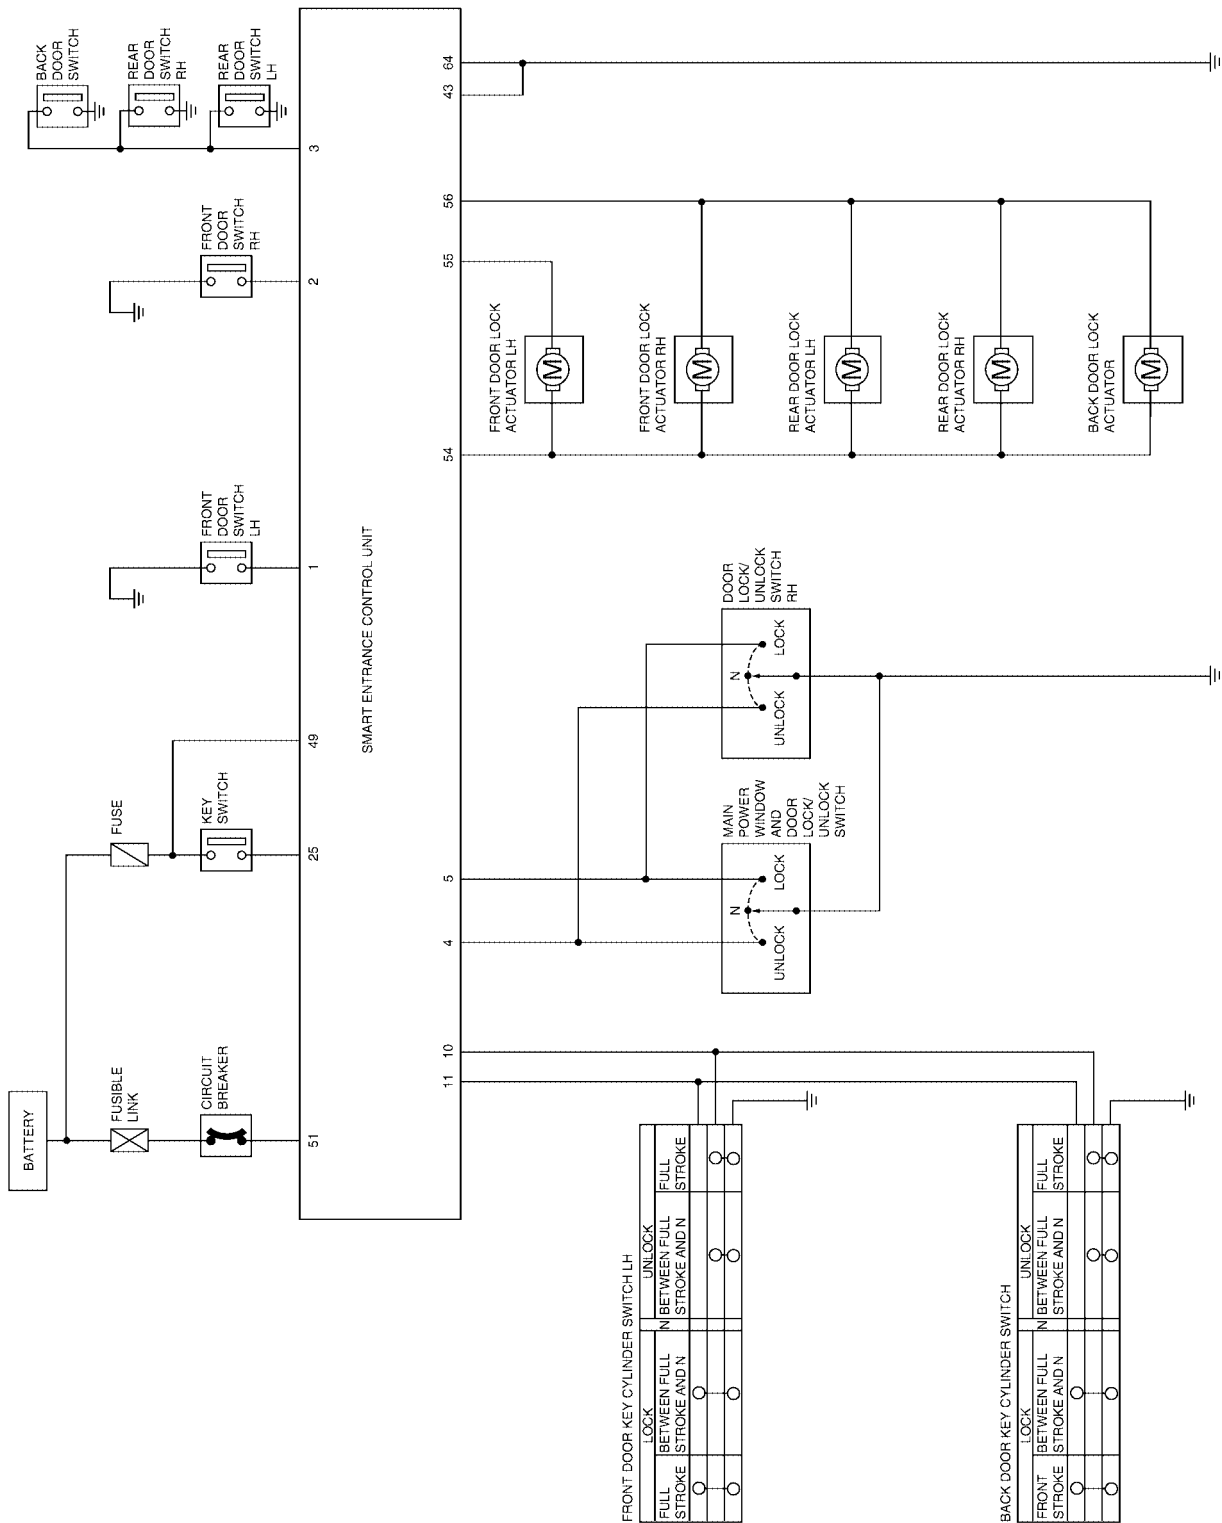 BATTERY
FUSIBLE
LINK
CIRCUIT
BREAKER
51
FUSE
KEY
SWITCH
25
49
FRONT
DOOR
SWITCH
LH
1
FRONT
DOOR
SWITCH
RH
2
BACK
DOOR
SWITCH
REAR
DOOR
SWITCH
RH
REAR
DOOR
SWITCH
LH
3
SMART ENTRANCE CONTROL UNIT
11
10
4
5
54
55
56
43
64
FRONT DOOR KEY CYLINDER SWITCH LH
LOCK
N
UNLOCK
FULL
STROKE
BETWEEN FULL
STROKE AND N
BETWEEN FULL
STROKE AND N
FULL
STROKE
BACK DOOR KEY CYLINDER SWITCH
LOCK
N
UNLOCK
FRONT
STROKE
BETWEEN FULL
STROKE AND N
BETWEEN FULL
STROKE AND N
FULL
STROKE
MAIN
POWER
WINDOW
AND
DOOR
LOCK/
UNLOCK
SWITCH
N
UNLOCK
LOCK
DOOR
LOCK/
UNLOCK
SWITCH
RH
N
UNLOCK
LOCK
FRONT DOOR LOCK
ACTUATOR LH
M
FRONT DOOR LOCK
ACTUATOR RH
M
REAR DOOR LOCK
ACTUATOR LH
M
REAR DOOR LOCK
ACTUATOR RH
M
BACK DOOR LOCK
ACTUATOR
M